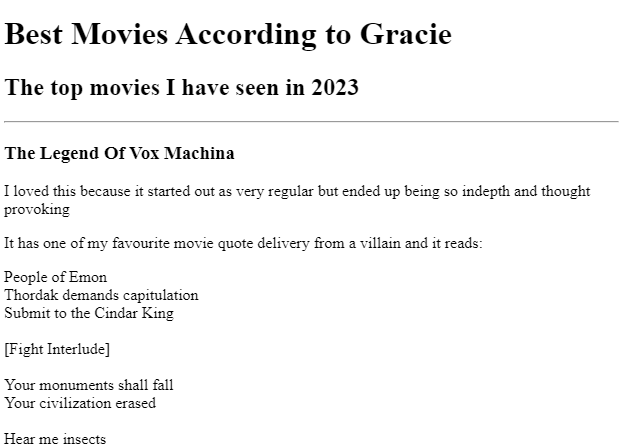 Best Movies According to Gracie
The top movies I have seen in 2023
The Legend Of Vox Machina
I loved this because it started out as very regular but ended up being so indepth and thought
provoking
It has one of my favourite movie quote delivery from a villain and it reads:
People of Emon
Thordak demands capitulation
Submit to the Cindar King
[Fight Interlude]
Your monuments shall fall
Your civilization erased
Hear me insects